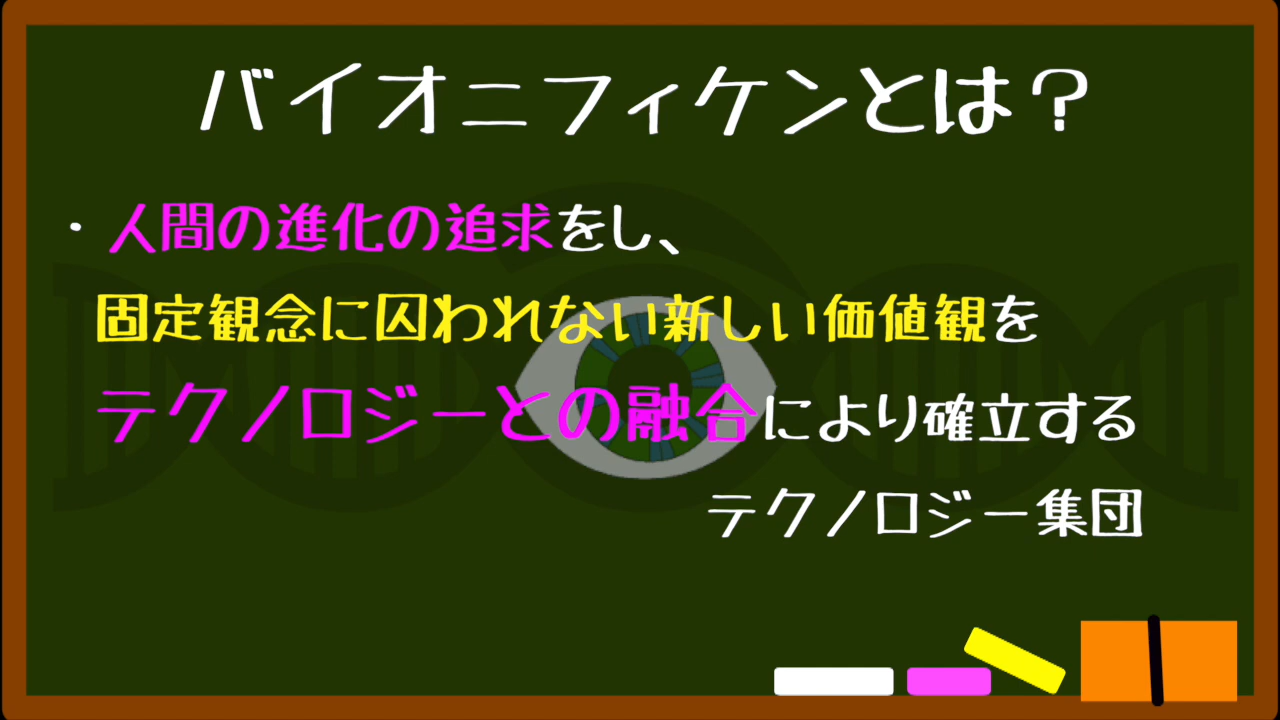 バイオニフィケンとは？
・人間の進化の追求をし、
固定観念に囚われない新しい価値観を
テクノロジーとの融合により確立する
テクノロジー集団